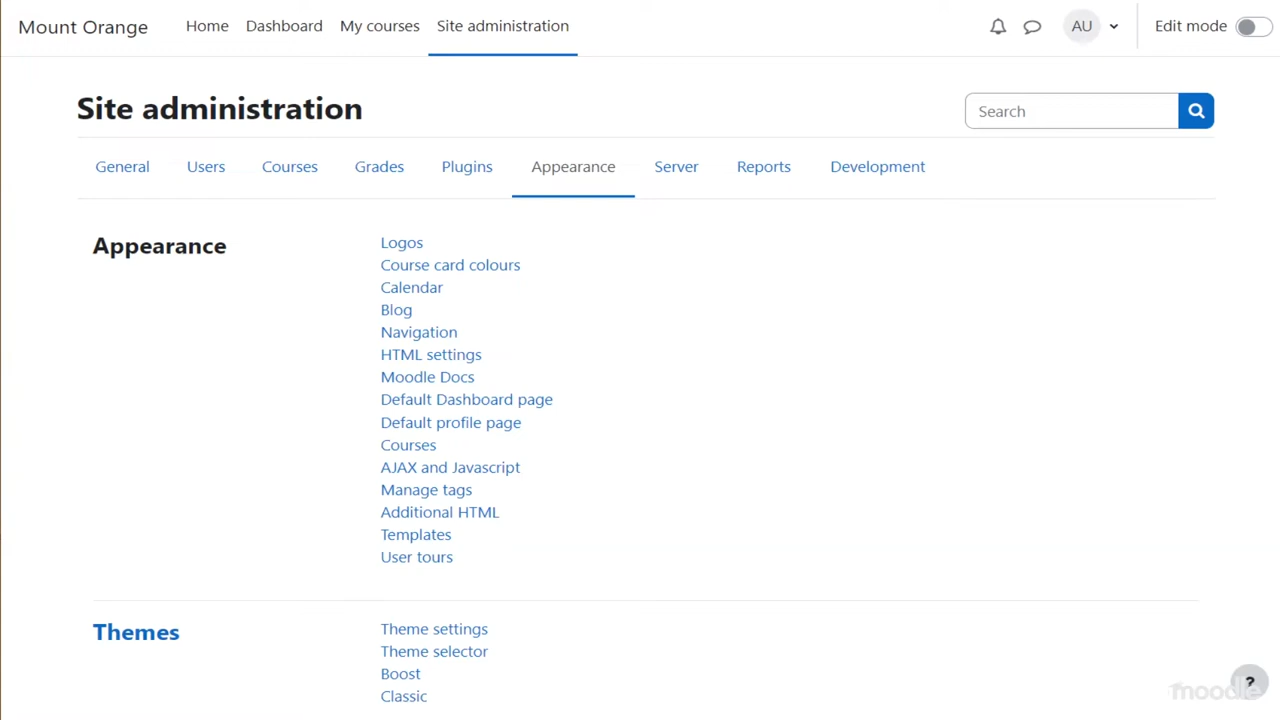 Mount Orange Home Dashboard My courses Site administration AU Edit mode
Site administration
Search
General Users Courses Grades Plugins Appearance Server Reports Development
Appearance
Logos
Course card colours
Calendar
Blog
Navigation
HTML settings
Moodle Docs
Default Dashboard page
Default profile page
Courses
AJAX and Javascript
Manage tags
Additional HTML
Templates
User tours
Themes
Theme settings
Theme selector
Boost
Classic
?
moodle